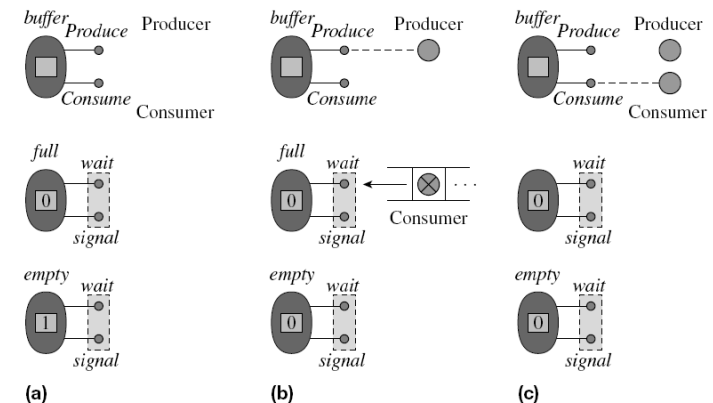 buffer
Produce
Producer
Consume
Consumer
full
wait
0
signal
empty
wait
1
signal
(a)
buffer
Produce
Producer
Consume
full
wait
0
Consumer
signal
empty
wait
0
signal
(b)
buffer
Produce
Producer
Consume
Consumer
wait
0
signal
empty
wait
0
signal
(c)